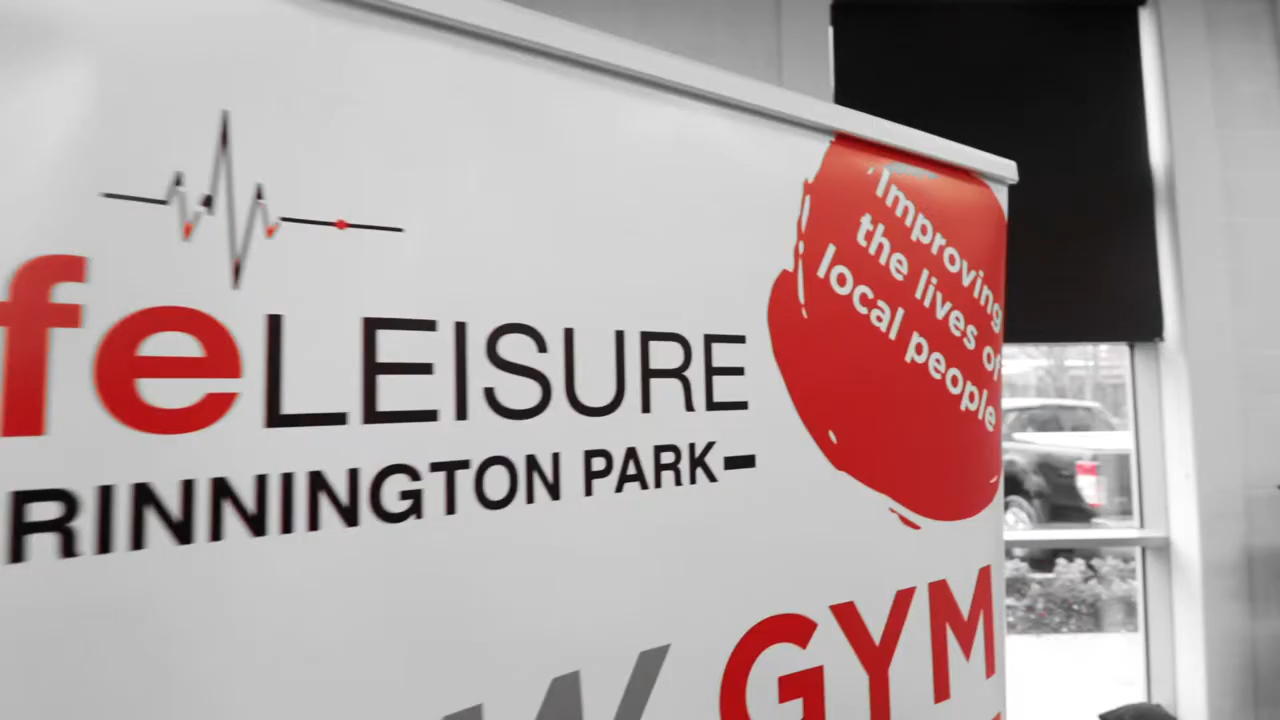 feLEISURE
RINNINGTON PARK-
Improving
the lives of
local people
W GYM